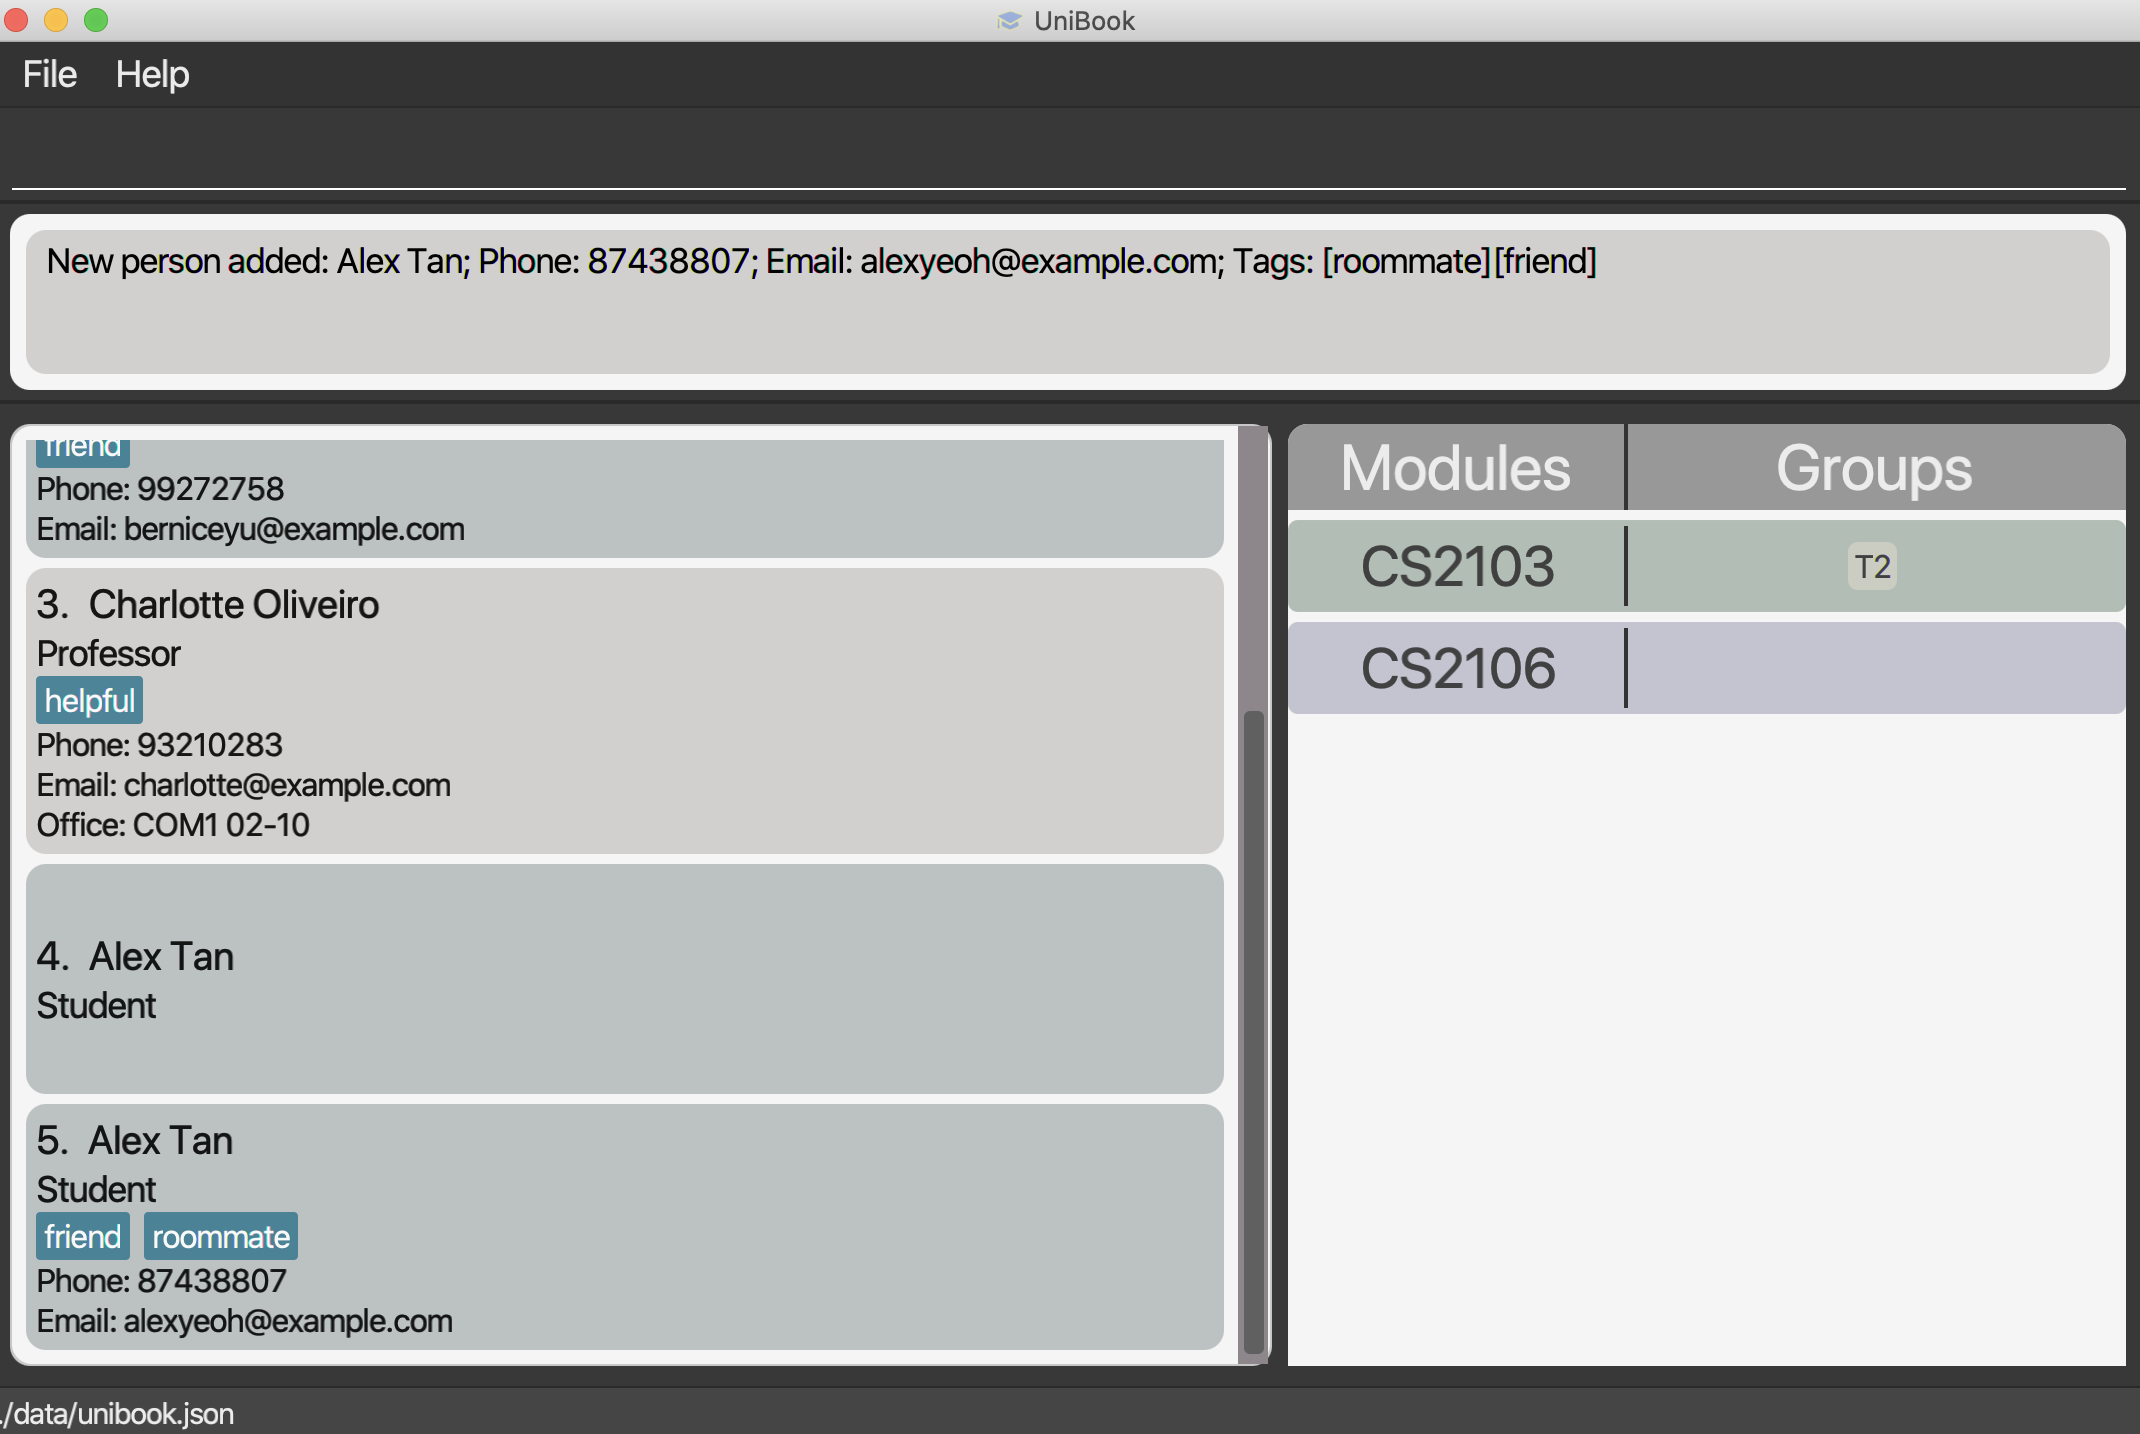 UniBook
File Help
New person added: Alex Tan; Phone: 87438807; Email: alexyeoh@example.com; Tags: [roommate][friend]
friend
Phone: 99272758
Email: berniceyu@example.com
3. Charlotte Oliveiro
Professor
helpful
Phone: 93210283
Email: charlotte@example.com
Office: COM1 02-10
4. Alex Tan
Student
5. Alex Tan
Student
friend roommate
Phone: 87438807
Email: alexyeoh@example.com
Modules Groups
CS2103 T2
CS2106
./data/unibook.json